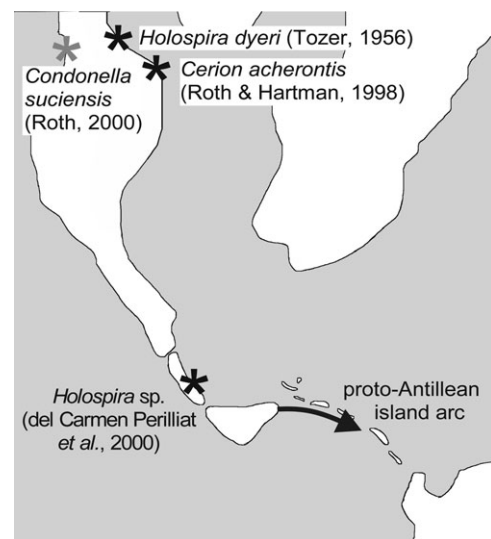 Holospira dyeri (Tozer, 1956)
Cerion acherontis
(Roth & Hartman, 1998)
Condonella
suciensis
(Roth, 2000)
Holospira sp.
(del Carmen Perilliat
et al., 2000)
proto-Antillean
island arc